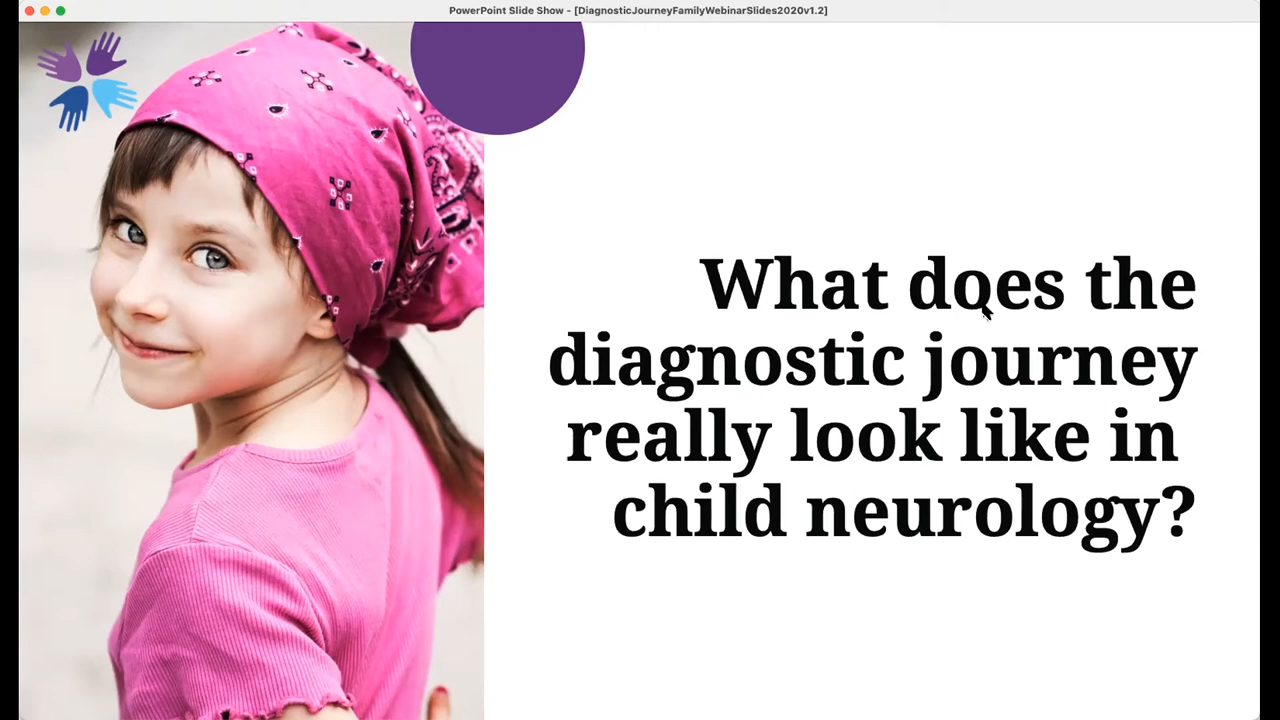 PowerPoint Slide Show - [DiagnosticJourneyFamilyWebinarSlides2020v1.2]
What does the
diagnostic journey
really look like in
child neurology?